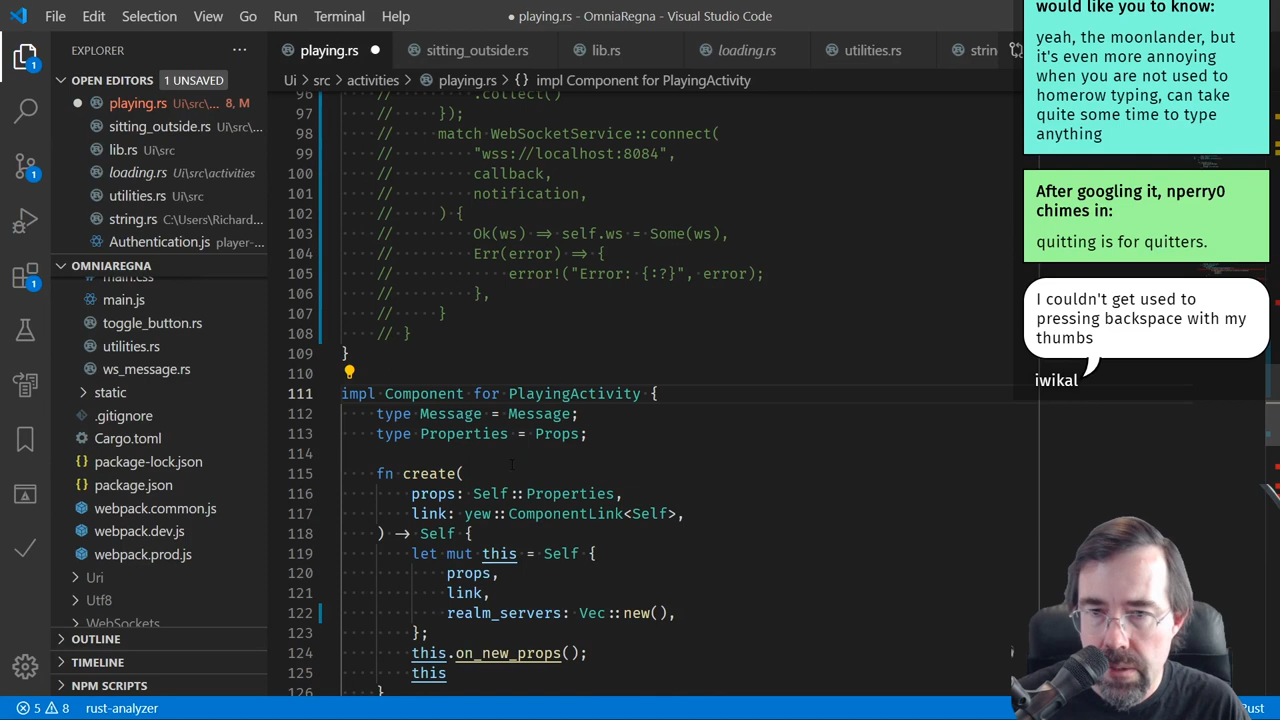 File Edit Selection View Go Run Terminal Help
● playing.rs - OmniaRegna - Visual Studio Code
EXPLORER
OPEN EDITORS 1 UNSAVED
playing.rs Ui\src\... 8, M
sitting_outside.rs Ui\sc...
lib.rs Ui\src
loading.rs Ui\src\activities
utilities.rs Ui\src
string.rs C:\Users\Richard...
Authentication.js player-...
OMNIAREGNA
main.css
main.js
toggle_button.rs
utilities.rs
ws_message.rs
static
.gitignore
Cargo.toml
package-lock.json
package.json
webpack.common.js
webpack.dev.js
webpack.prod.js
Uri
Utf8
WebSockets
OUTLINE
TIMELINE
NPM SCRIPTS
1
1
1
playing.rs
sitting_outside.rs
lib.rs
loading.rs
utilities.rs
strin
Ui > src > activities > playing.rs > {} impl Component for PlayingActivity
96 // .collect()
97 // });
98 // match WebSocketService::connect(
99 // "wss://localhost:8084",
100 // callback,
101 // notification,
102 // ) {
103 // Ok(ws) => self.ws = Some(ws),
104 // Err(error) => {
105 // error!("Error: {:?}", error);
106 // },
107 // }
108 // }
109 }
110
111 impl Component for PlayingActivity {
112 type Message = Message;
113 type Properties = Props;
114
115 fn create(
116 props: Self::Properties,
117 link: yew::ComponentLink<Self>,
118 ) -> Self {
119 let mut this = Self {
120 props,
121 link,
122 realm_servers: Vec::new(),
123 };
124 this.on_new_props();
125 this
126 }
would like you to know:
yeah, the moonlander, but
it's even more annoying
when you are not used to
homerow typing, can take
quite some time to type
anything
After googling it, nperry0
chimes in:
quitting is for quitters.
I couldn't get used to
pressing backspace with my
thumbs
iwikal
5 8 rust-analyzer
Rust